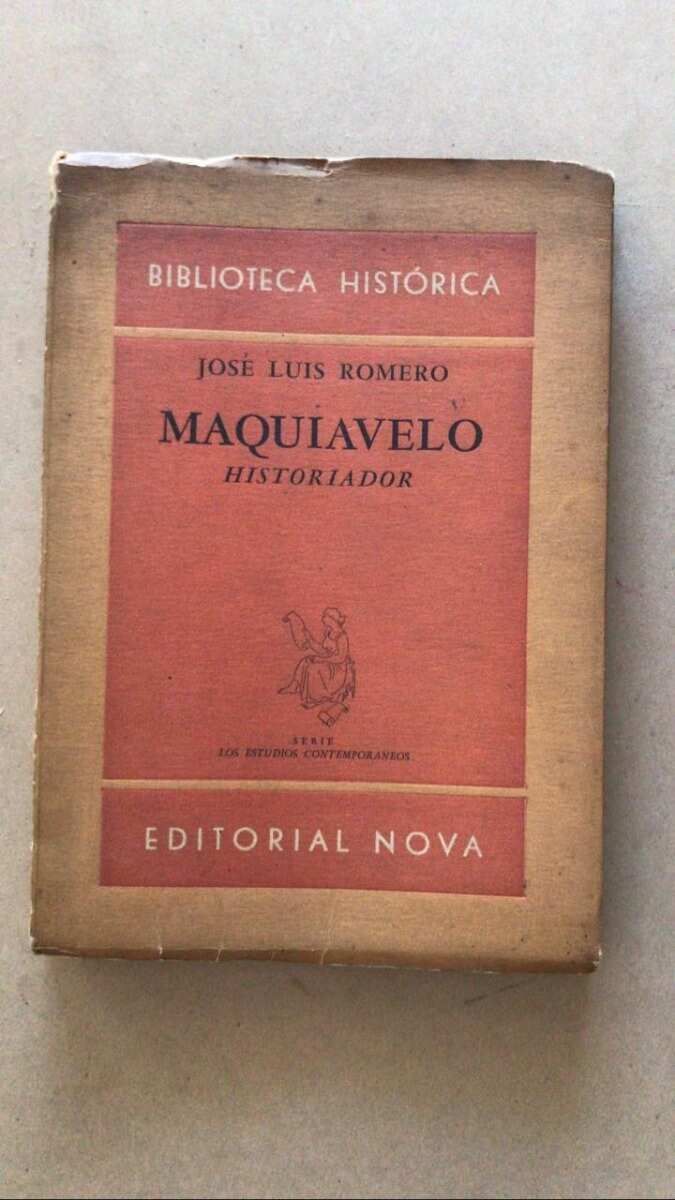 BIBLIOTECA HISTÓRICA
JOSÉ LUIS ROMERO
MAQUIAVELO
HISTORIADOR
SERIE
LOS ESTUDIOS CONTEMPORANEOS
EDITORIAL NOVA